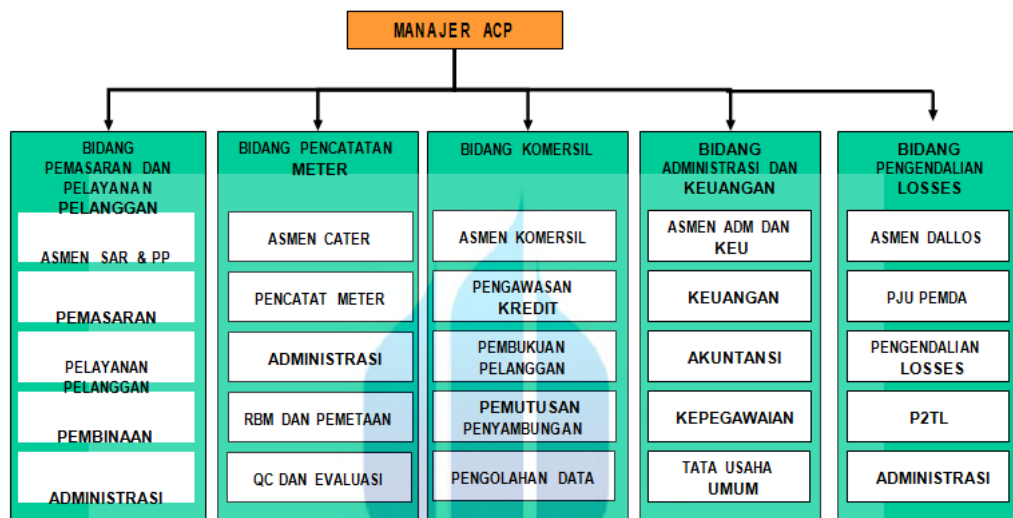 MANAJER ACP
BIDANG
PEMASARAN DAN
PELAYANAN
PELANGGAN
ASMEN SAR & PP
PEMASARAN
PELAYANAN
PELANGGAN
PEMBINAAN
ADMINISTRASI
BIDANG PENCATATAN
METER
ASMEN CATER
PENCATAT METER
ADMINISTRASI
RBM DAN PEMETAAN
QC DAN EVALUASI
BIDANG KOMERSIL
ASMEN KOMERSIL
PENGAWASAN
KREDIT
PEMBUKUAN
PELANGGAN
PEMUTUSAN
PENYAMBUNGAN
PENGOLAHAN DATA
BIDANG
ADMINISTRASI DAN
KEUANGAN
ASMEN ADM DAN
KEU
KEUANGAN
AKUNTANSI
KEPEGAWAIAN
TATA USAHA
UMUM
BIDANG
PENGENDALIAN
LOSSES
ASMEN DALLOS
PJU PEMDA
PENGENDALIAN
LOSSES
P2TL
ADMINISTRASI